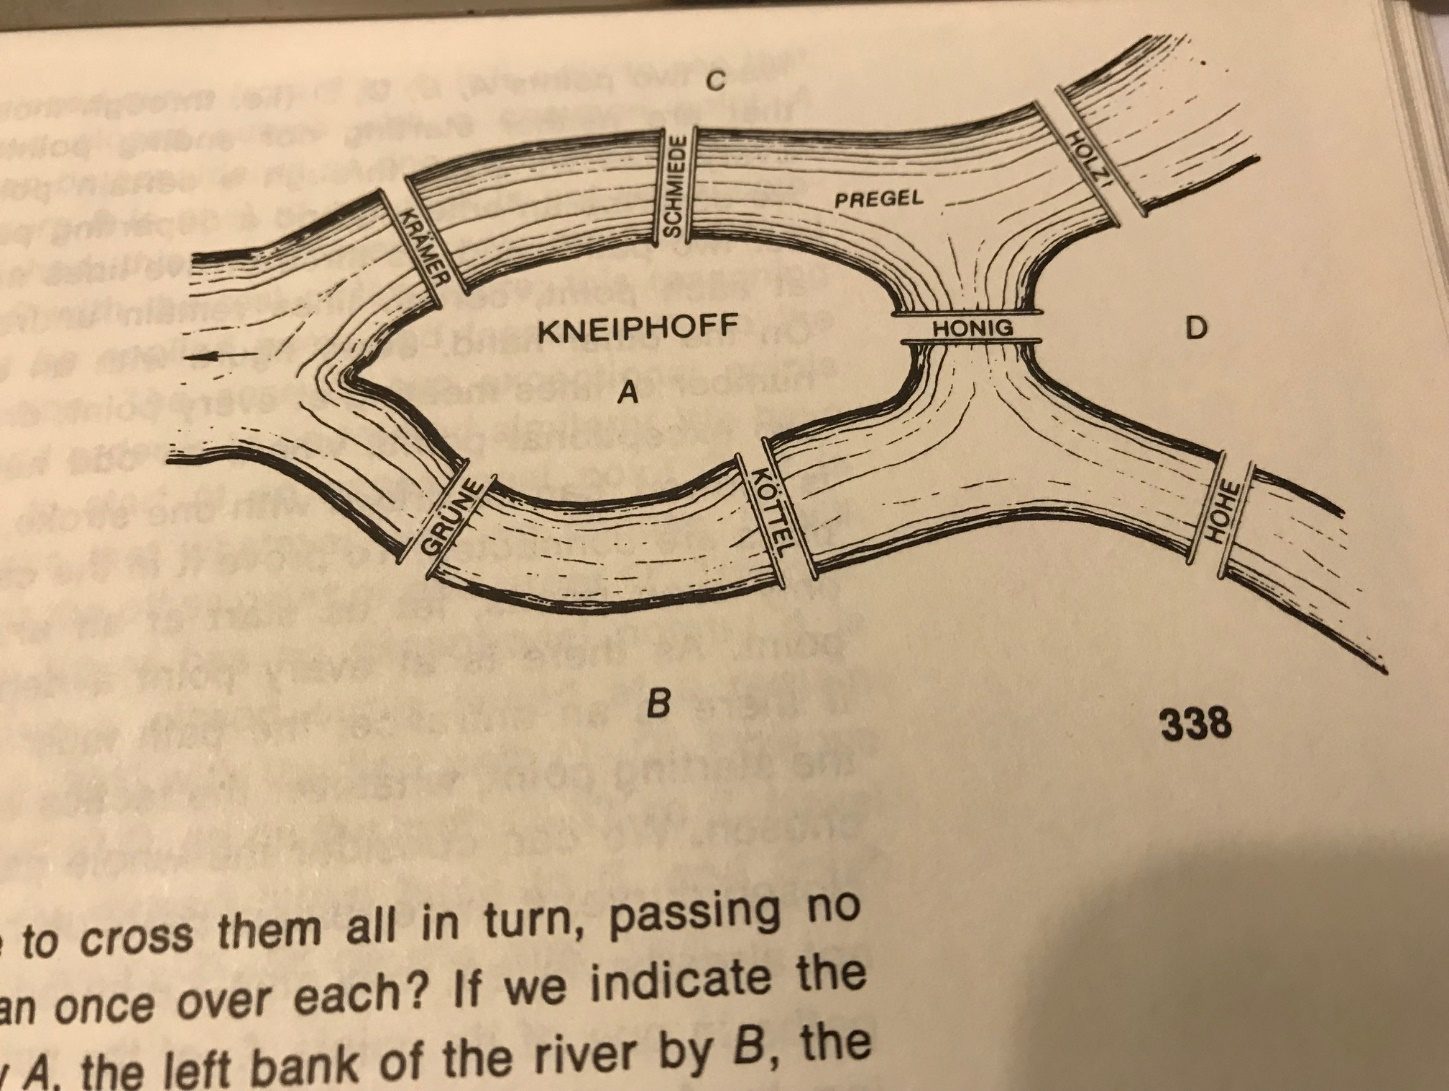 C
SCHMIEDE
HOLZ
KRÄMER
PREGEL
KNEIPHOFF
HONIG
D
A
GRÜNE
KÖTTEL
HOHE
B
338
to cross them all in turn, passing no
an once over each? If we indicate the
A, the left bank of the river by B, the